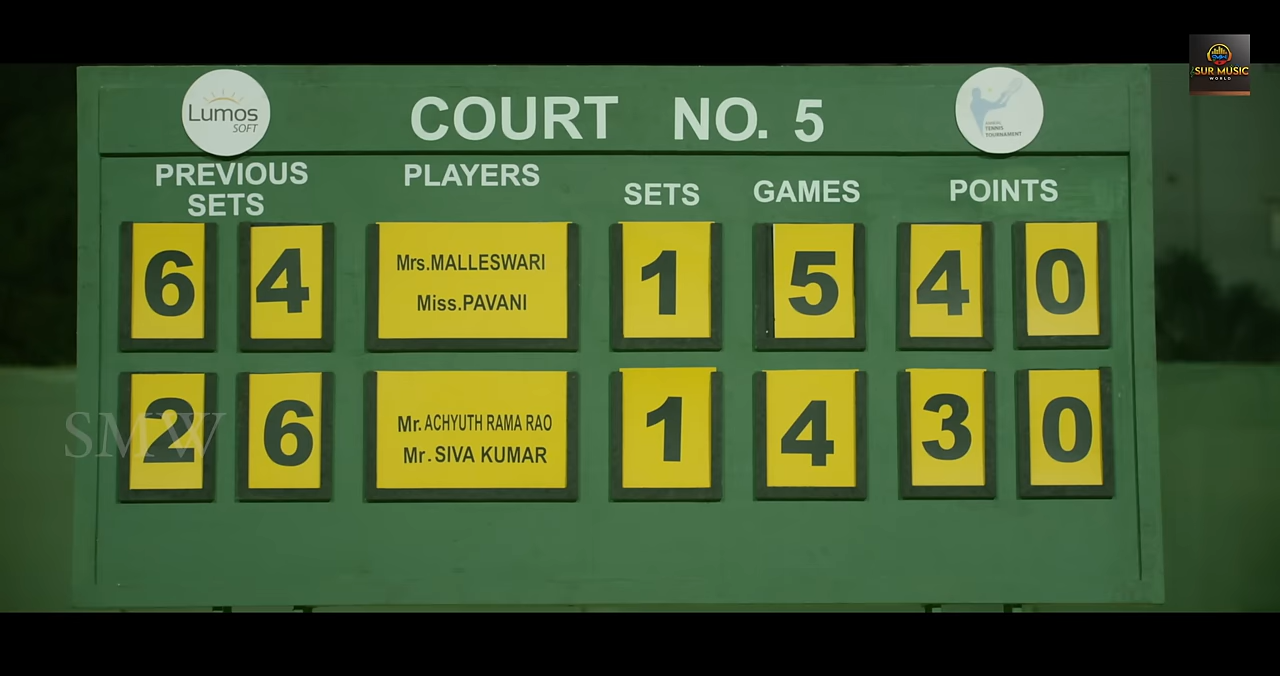 SUR MUSIC
WORLD
Lumos
SOFT
COURT NO. 5
TENNIS
TOURNAMENT
PREVIOUS
SETS
PLAYERS
SETS
GAMES
POINTS
6 4
Mrs.MALLESWARI
Miss.PAVANI
1 5 4 0
2 6
Mr. ACHYUTH RAMA RAO
Mr. SIVA KUMAR
1 4 3 0
SMW